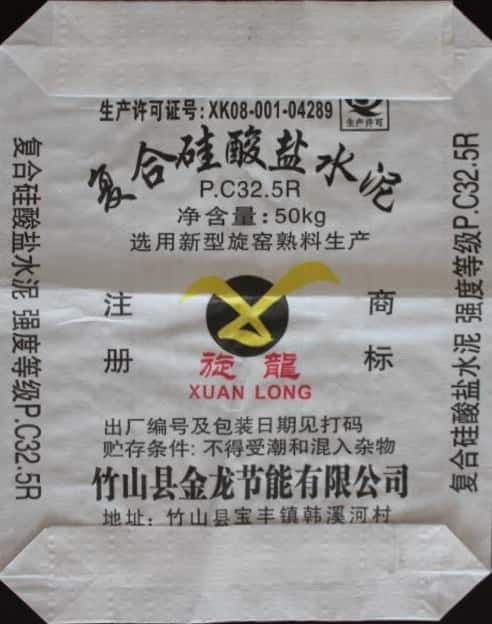 生产许可证号:XK08-001-04289
生产许可
复合硅酸盐水泥
P.C32.5R
净含量:50kg
选用新型旋窑熟料生产
注册
商标
旋龍
XUAN LONG
出厂编号及包装日期见打码
贮存条件:不得受潮和混入杂物
竹山县金龙节能有限公司
地址:竹山县宝丰镇韩溪河村
复合硅酸盐水泥 强度等级P.C32.5R
复合硅酸盐水泥 强度等级P.C32.5R